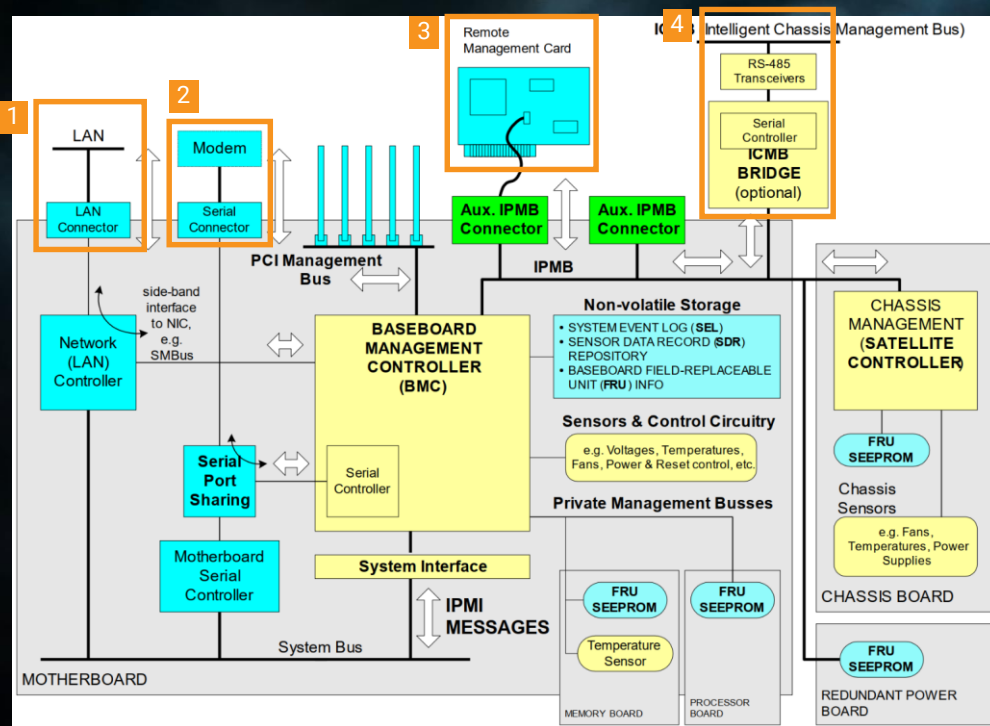 1
LAN
LAN
Connector
2
Modem
Serial
Connector
3
Remote
Management Card
4
Intelligent Chassis Management Bus)
RS-485
Transceivers
Serial
Controller
ICMB
BRIDGE
(optional)
Aux. IPMB
Connector
Aux. IPMB
Connector
PCI Management
Bus
IPMB
side-band
interface
to NIC,
e.g.
SMBus
Network
(LAN)
Controller
BASEBOARD
MANAGEMENT
CONTROLLER
(BMC)
Serial
Controller
Serial
Port
Sharing
Motherboard
Serial
Controller
System Interface
IPMI
MESSAGES
System Bus
MOTHERBOARD
Non-volatile Storage
• SYSTEM EVENT LOG (SEL)
• SENSOR DATA RECORD (SDR)
REPOSITORY
• BASEBOARD FIELD-REPLACEABLE
UNIT (FRU) INFO
Sensors & Control Circuitry
e.g. Voltages, Temperatures,
Fans, Power & Reset control, etc.
Private Management Busses
FRU
SEEPROM
Temperature
Sensor
MEMORY BOARD
FRU
SEEPROM
PROCESSOR
BOARD
CHASSIS
MANAGEMENT
(SATELLITE
CONTROLLER)
FRU
SEEPROM
Chassis
Sensors
e.g. Fans,
Temperatures, Power
Supplies
CHASSIS BOARD
FRU
SEEPROM
REDUNDANT POWER
BOARD